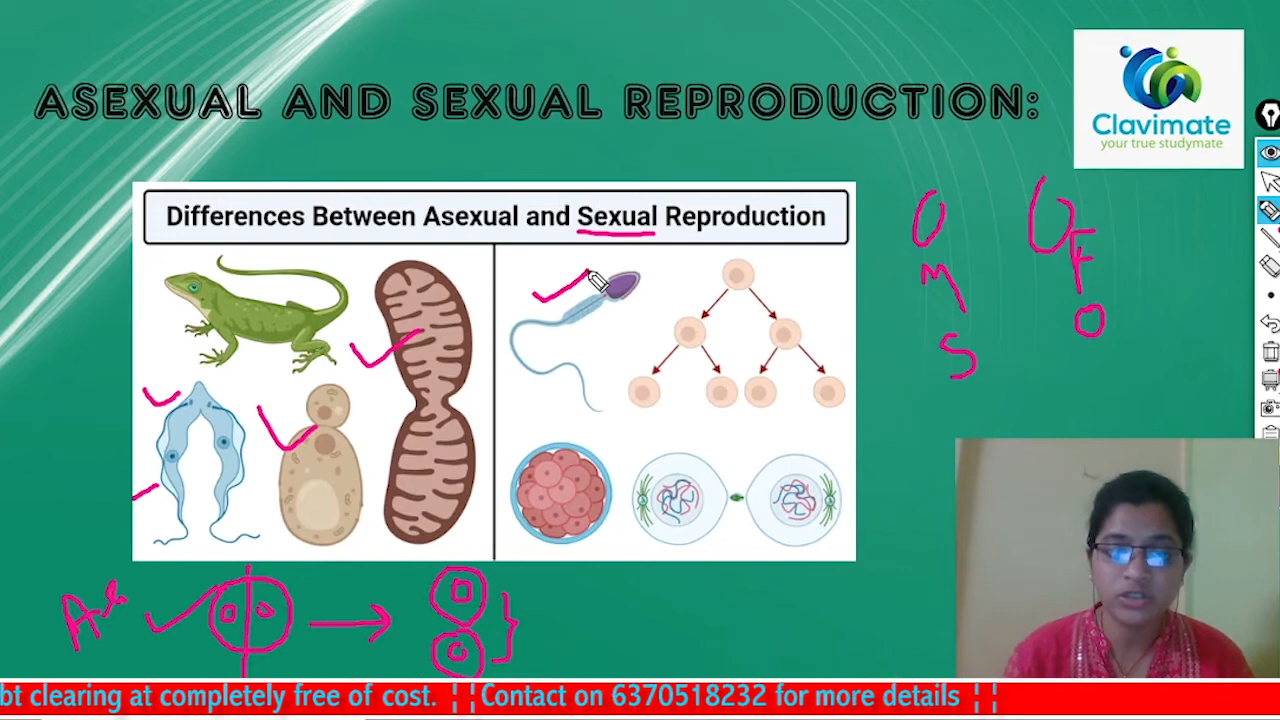 ASEXUAL AND SEXUAL REPRODUCTION:
Clavimate
your true studymate
Differences Between Asexual and Sexual Reproduction
O
M
S
O
F
O
bt clearing at completely free of cost. ¦ ¦Contact on 6370518232 for more details ¦ ¦